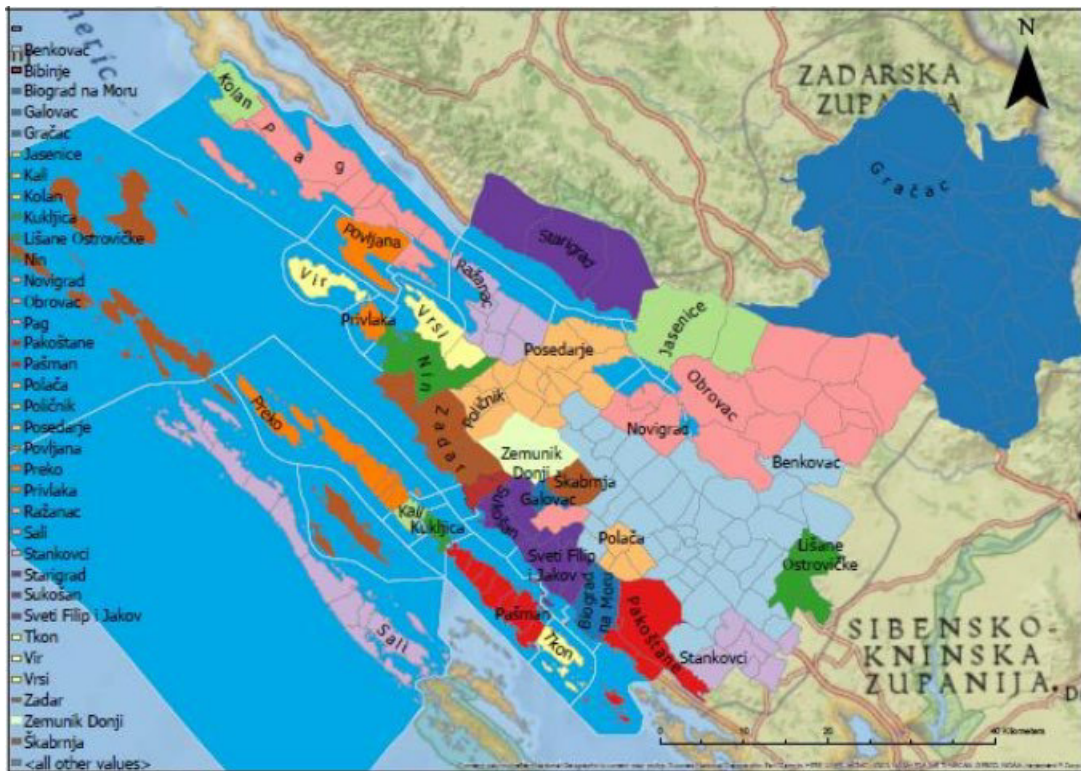 Benkovac
Bibinje
Biograd na Moru
Galovac
Gračac
Jasenice
Kali
Kolan
Kukljica
Lišane Ostrovičke
Nin
Novigrad
Obrovac
Pag
Pakoštane
Pašman
Polača
Poličnik
Posedarje
Povljana
Preko
Privlaka
Ražanac
Sali
Stankovci
Starigrad
Sukošan
Sveti Filip i Jakov
Tkon
Vir
Vrsi
Zadar
Zemunik Donji
Škabrnja
<all other values>
N
ZADARSKA
ZUPANIJA
Kolan
Pag
Gračac
Starigrad
Povljana
Ražanac
Vir
Privlaka
Vrsi
Jasenice
Posedarje
Nin
Obrovac
Preko
Poličnik
Novigrad
Zadar
Benkovac
Zemunik
Donji
Škabrnja
Galovac
Sukošan
Kali
Kukljica
Polača
Lišane
Ostrovičke
Sveti Filip
i Jakov
Biograd
na Moru
Pašman
Pakoštane
Tkon
Sali
Stankovci
SIBENSKO-
KNINSKA
ZUPANIJA
0 10 20 40 Kilometers